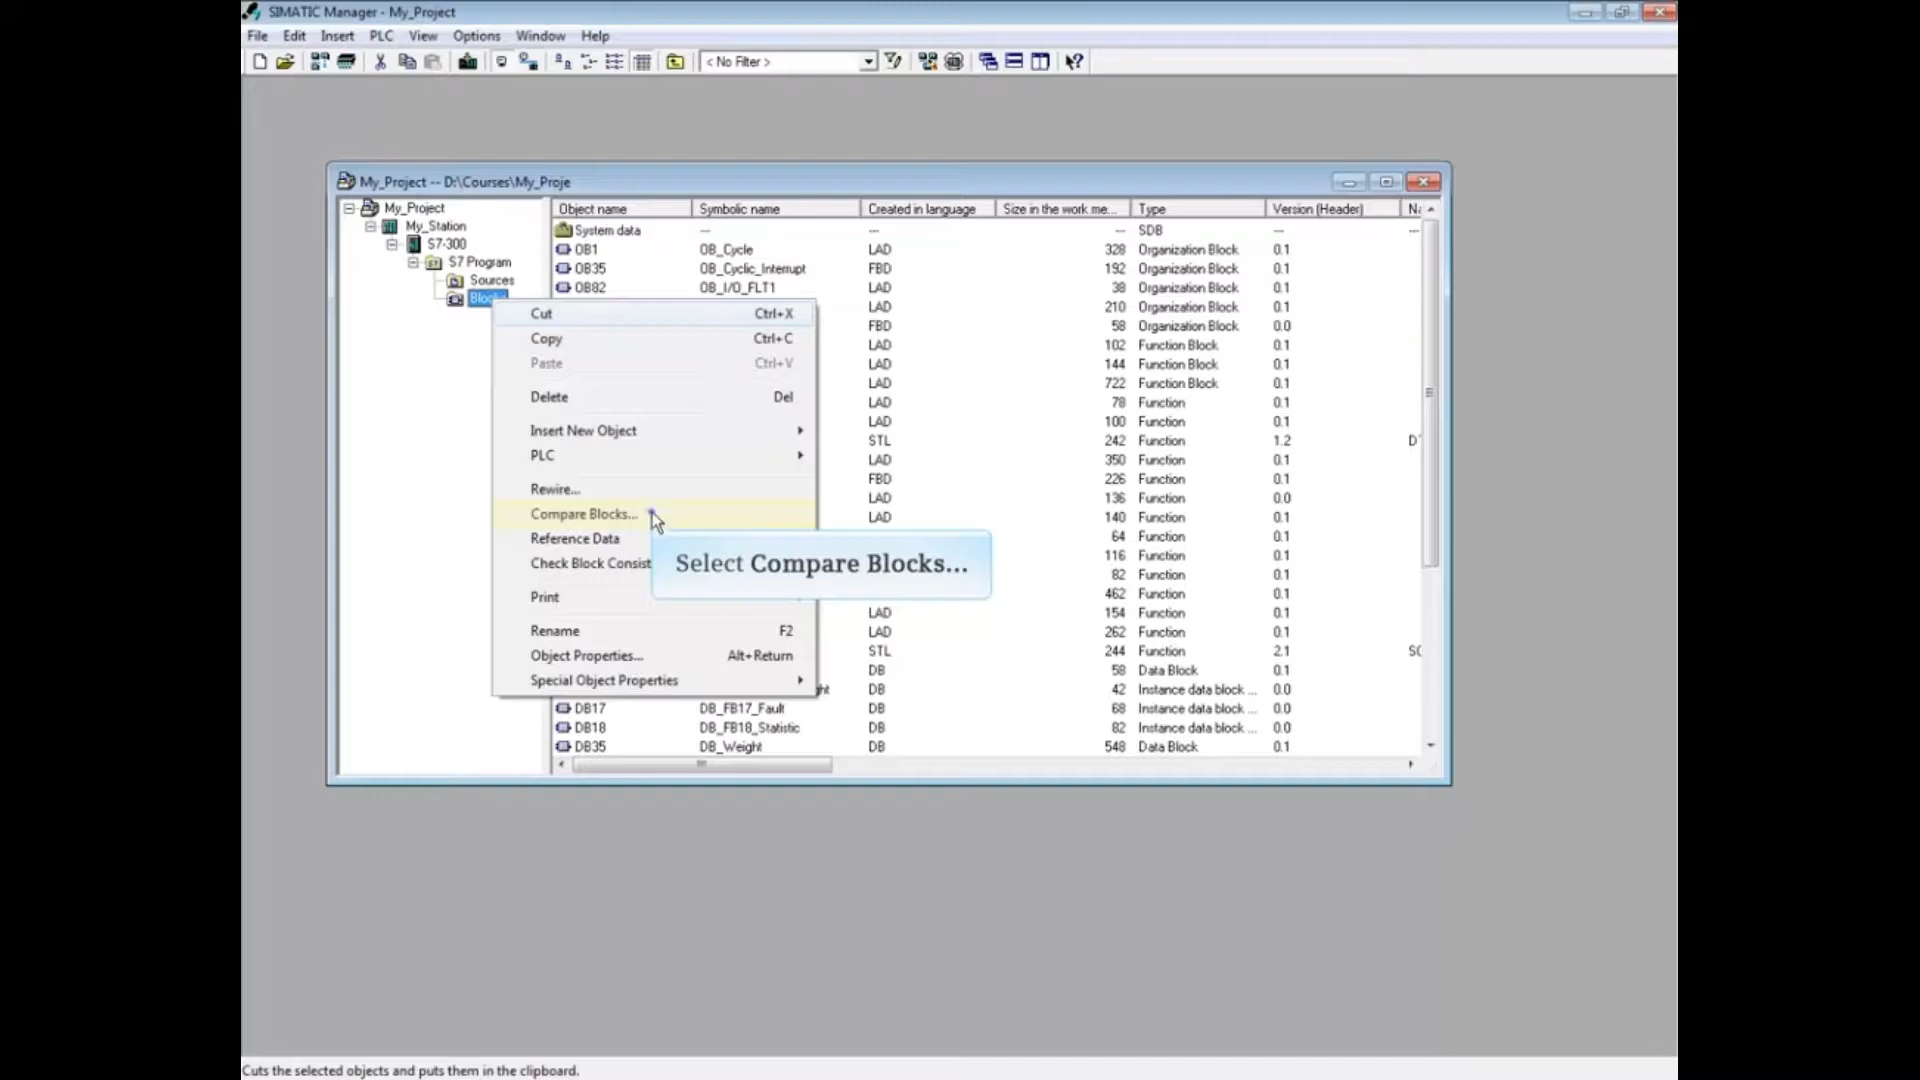 SIMATIC Manager - My_Project
File Edit Insert PLC View Options Window Help
< No Filter >
My_Project -- D:\Courses\My_Proje
My_Project
My_Station
S7-300
S7 Program
Sources
Object name Symbolic name Created in language Size in the work me... Type Version (Header)
System data --- --- --- SDB --- ---
OB1 OB_Cycle LAD 328 Organization Block 0.1
OB35 OB_Cyclic_Interrupt FBD 192 Organization Block 0.1
OB82 OB_I/O_FLT1 LAD 38 Organization Block 0.1
LAD 210 Organization Block 0.1
FBD 58 Organization Block 0.0
LAD 102 Function Block 0.1
LAD 144 Function Block 0.1
LAD 722 Function Block 0.1
LAD 78 Function 0.1
LAD 100 Function 0.1
STL 242 Function 1.2
LAD 350 Function 0.1
FBD 226 Function 0.1
LAD 136 Function 0.0
LAD 140 Function 0.1
64 Function 0.1
116 Function 0.1
82 Function 0.1
462 Function 0.1
LAD 154 Function 0.1
LAD 262 Function 0.1
STL 244 Function 2.1
DB 58 Data Block 0.1
DB 42 Instance data block ... 0.0
DB17 DB_FB17_Fault DB 68 Instance data block ... 0.0
DB18 DB_FB18_Statistic DB 82 Instance data block ... 0.0
DB35 DB_Weight DB 548 Data Block 0.1
Cut Ctrl+X
Copy Ctrl+C
Paste Ctrl+V
Delete Del
Insert New Object
PLC
Rewire...
Compare Blocks...
Reference Data
Check Block Consist
Print
Rename F2
Object Properties... Alt+Return
Special Object Properties
Select Compare Blocks...
Cuts the selected objects and puts them in the clipboard.